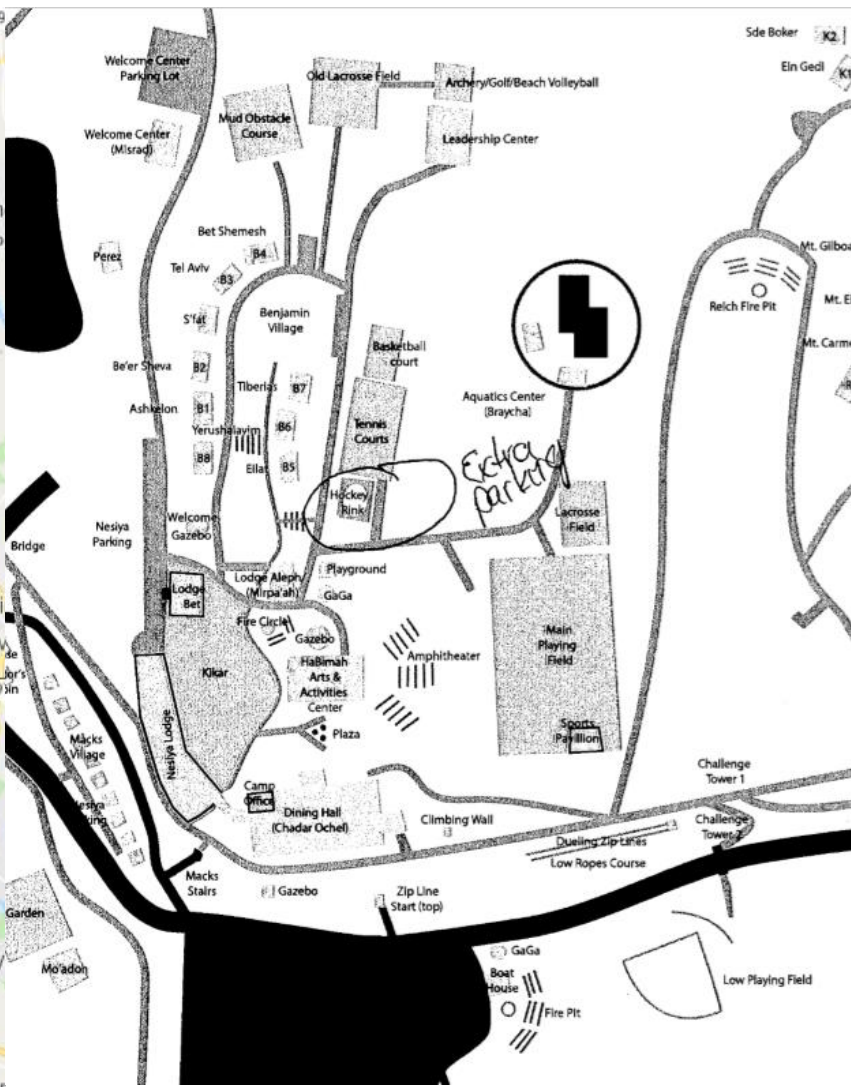 Sde Boker
K2
Ein Gedi
K1
Welcome Center
Parking Lot
Old Lacrosse Field
Archery/Golf/Beach Volleyball
Mud Obstacle
Course
Welcome Center
(Misrad)
Leadership Center
Bet Shemesh
B4
Perez
Tel Aviv
B3
Mt. Gilboa
Reich Fire Pit
Mt. El
S'fat
Benjamin
Village
Mt. Carme
Basketball
court
Be'er Sheva
B2
Tiberias
B7
Aquatics Center
(Braycha)
Ashkelon
B1
Yerushalayim
B6
Tennis
Courts
B8
Eilat
B5
Extra
parking
Hockey
Rink
Lacrosse
Field
Nesiya
Parking
Welcome
Gazebo
Bridge
Lodge Aleph
(Mirpa'ah)
Playground
Lodge
Bet
GaGa
Fire Circle
Gazebo
Main
Playing
Field
Amphitheater
Kikar
HaBimah
Arts &
Activities
Center
Nesiya Lodge
Plaza
Sports
Pavillion
Macks
Village
Camp
Office
Challenge
Tower 1
Dining Hall
(Chadar Ochel)
Climbing Wall
Challenge
Tower 2
Dueling Zip Lines
Low Ropes Course
Macks
Stairs
Gazebo
Zip Line
Start (top)
Garden
Mo'adon
GaGa
Boat
House
Fire Pit
Low Playing Field